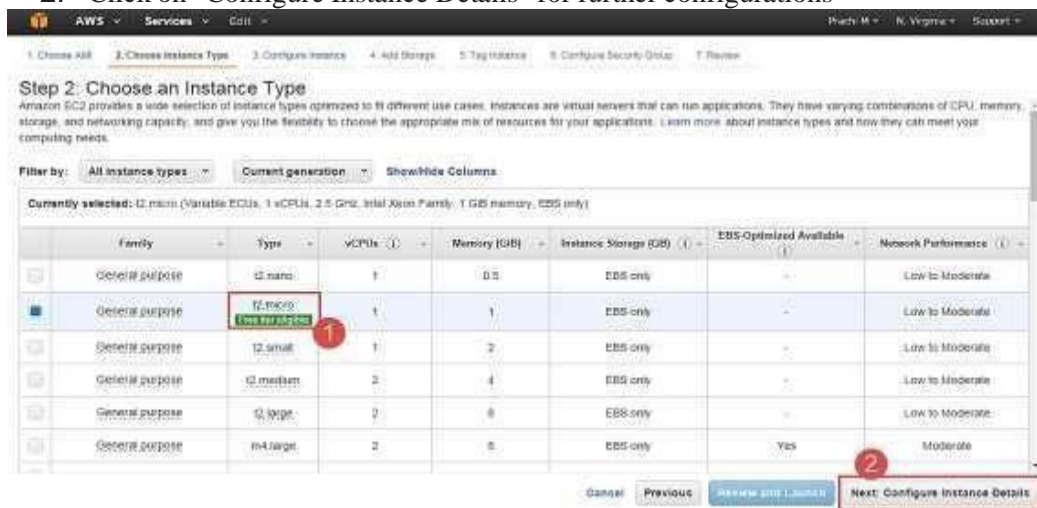 2. Click on "Configure Instance Details" for further configurations
AWS Services Edit Prachi M N. Virginia Support
1. Choose AMI 2. Choose Instance Type 3. Configure Instance 4. Add Storage 5. Tag Instance 6. Configure Security Group 7. Review
Step 2: Choose an Instance Type
Amazon EC2 provides a wide selection of instance types optimized to fit different use cases. Instances are virtual servers that can run applications. They have varying combinations of CPU, memory,
storage, and networking capacity, and give you the flexibility to choose the appropriate mix of resources for your applications. Learn more about instance types and how they can meet your
computing needs.
Filter by: All instance types Current generation Show/Hide Columns
Currently selected: t2.micro (Variable ECUs, 1 vCPUs, 2.5 GHz, Intel Xeon Family, 1 GiB memory, EBS only)
Family Type vCPUs Memory (GiB) Instance Storage (GB) EBS-Optimized Available Network Performance
General purpose t2.nano 1 0.5 EBS only - Low to Moderate
General purpose t2.micro 1 1 EBS only - Low to Moderate
Free tier eligible
1
General purpose t2.small 1 2 EBS only - Low to Moderate
General purpose t2.medium 2 4 EBS only - Low to Moderate
General purpose t2.large 2 8 EBS only - Low to Moderate
General purpose m4.large 2 8 EBS only Yes Moderate
2
Cancel Previous Review and Launch Next: Configure Instance Details